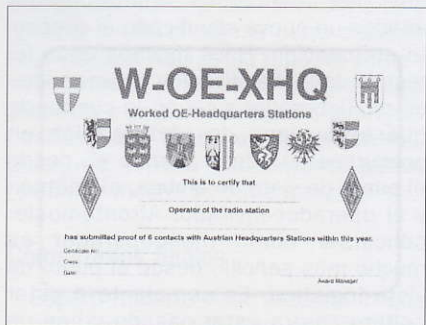 W-OE-XHQ
Worked OE-Headquarters Stations
This is to certify that
Operator of the radio station
has submitted proof of 6 contacts with Austrian Headquarters Stations within this year.
Certificate No:
Class:
Date:
Award Manager